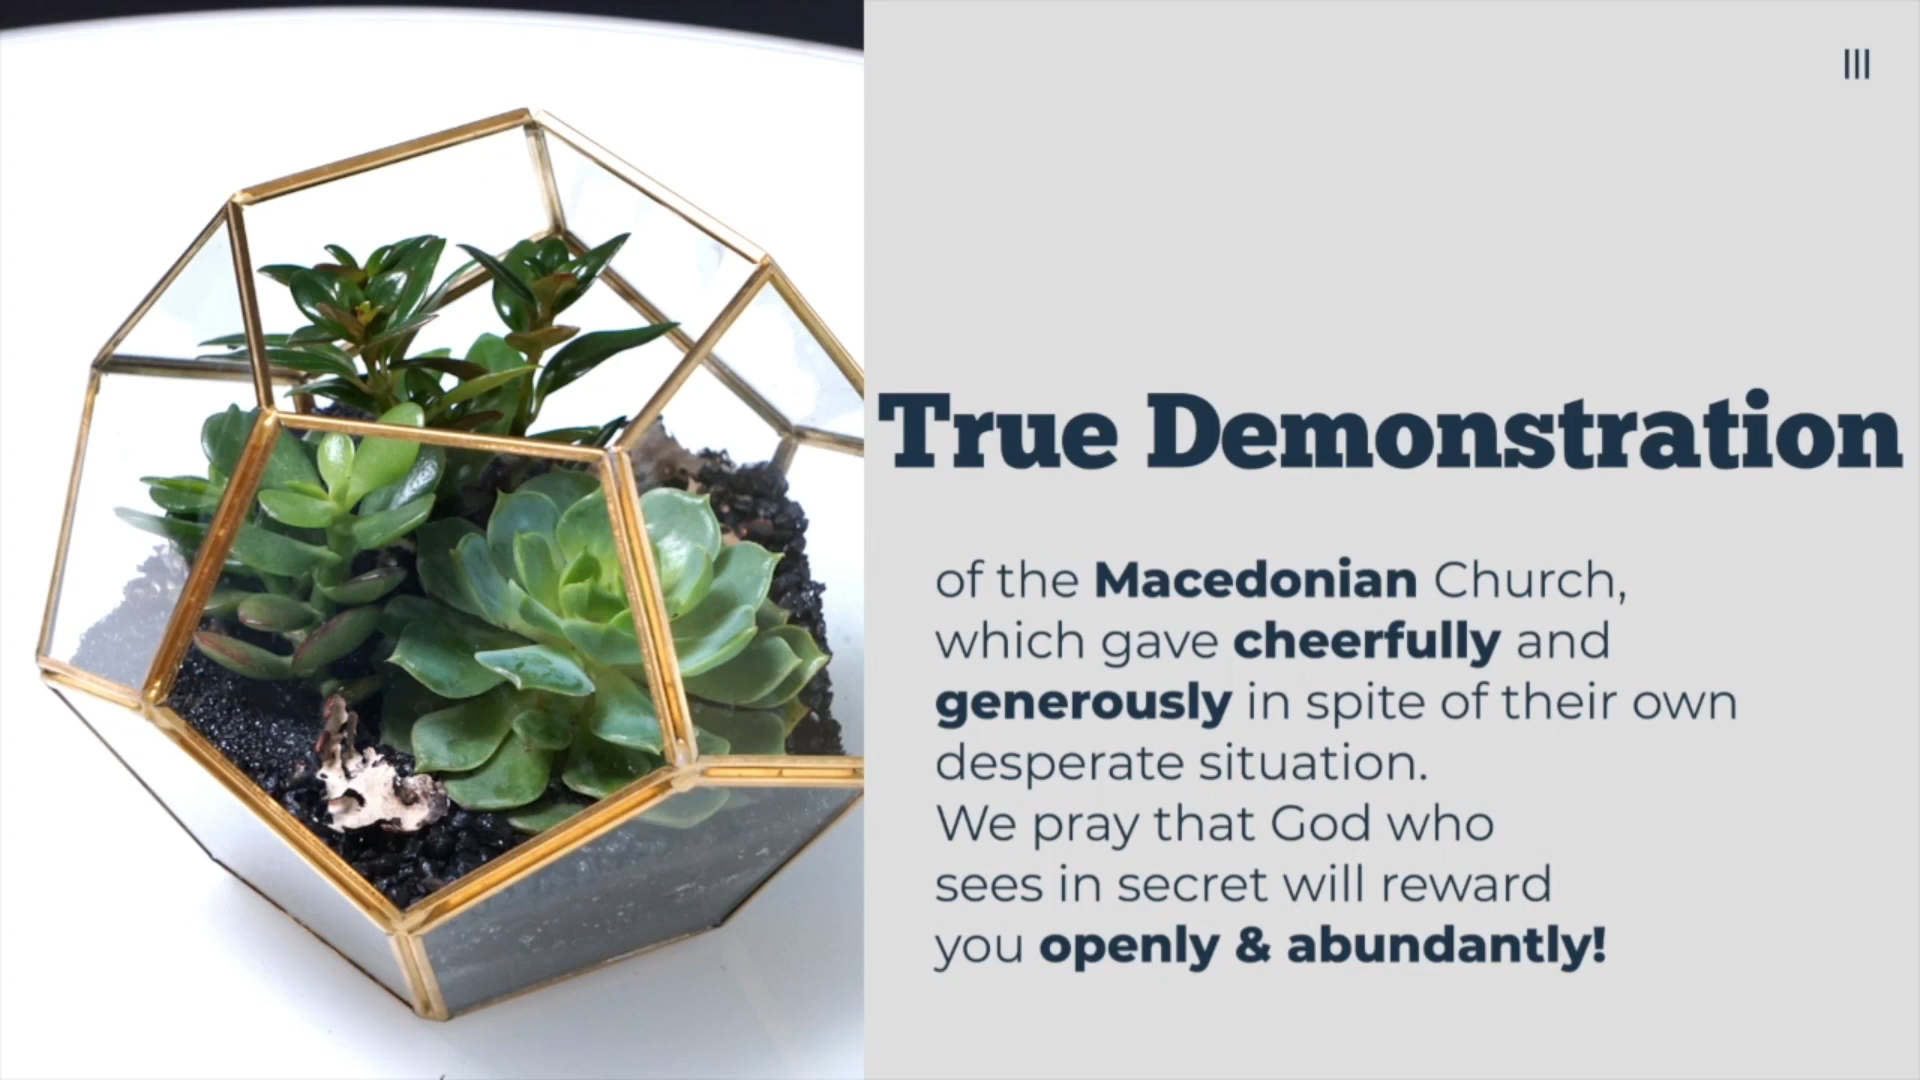 |||
True Demonstration
of the Macedonian Church,
which gave cheerfully and
generously in spite of their own
desperate situation.
We pray that God who
sees in secret will reward
you openly & abundantly!